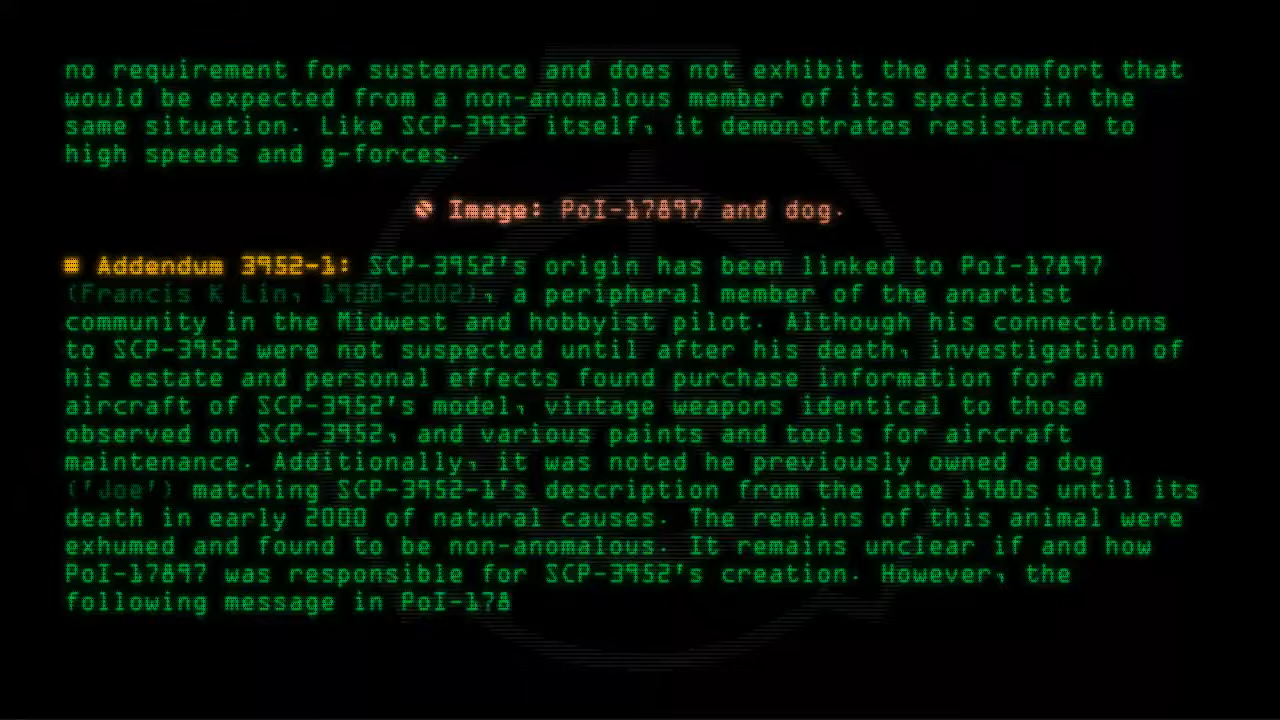 no requirement for sustenance and does not exhibit the discomfort that
would be expected from a non-anomalous member of its species in the
same situation. Like SCP-3952 itself, it demonstrates resistance to
high speeds and g-forces.
Image: PoI-17897 and dog.
Addendum 3952-1: SCP-3952's origin has been linked to PoI-17897
(Francis K Lin, 1930-2002), a peripheral member of the anartist
community in the Midwest and hobbyist pilot. Although his connections
to SCP-3952 were not suspected until after his death, investigation of
his estate and personal effects found purchase information for an
aircraft of SCP-3952's model, vintage weapons identical to those
observed on SCP-3952, and various paints and tools for aircraft
maintenance. Additionally, it was noted he previously owned a dog
('doe') matching SCP-3952-1's description from the late 1980s until its
death in early 2000 of natural causes. The remains of this animal were
exhumed and found to be non-anomalous. It remains unclear if and how
PoI-17897 was responsible for SCP-3952's creation. However, the
following message in PoI-178